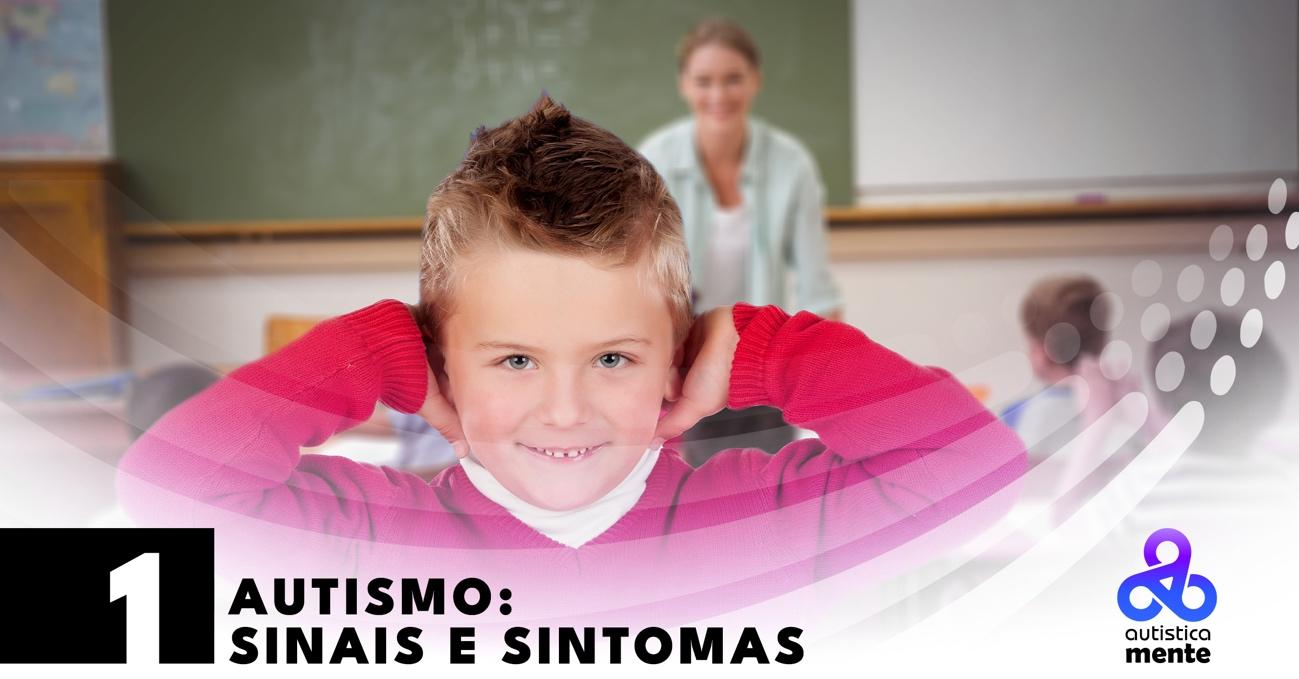 1
AUTISMO:
SINAIS E SINTOMAS
autistica
mente